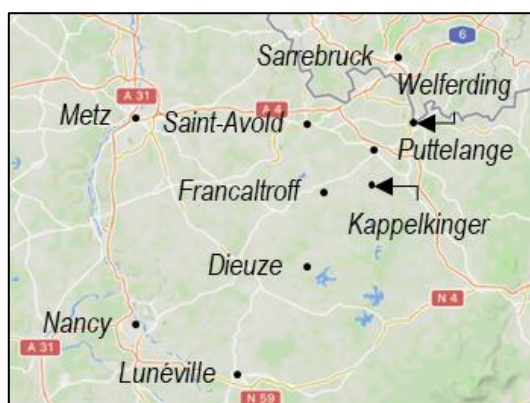 6
Sarrebruck
Welferding
A 31
Metz
A 4
Saint-Avold
Puttelange
Francaltroff
Kappelkinger
Dieuze
N 4
Nancy
A 31
Lunéville
N 59